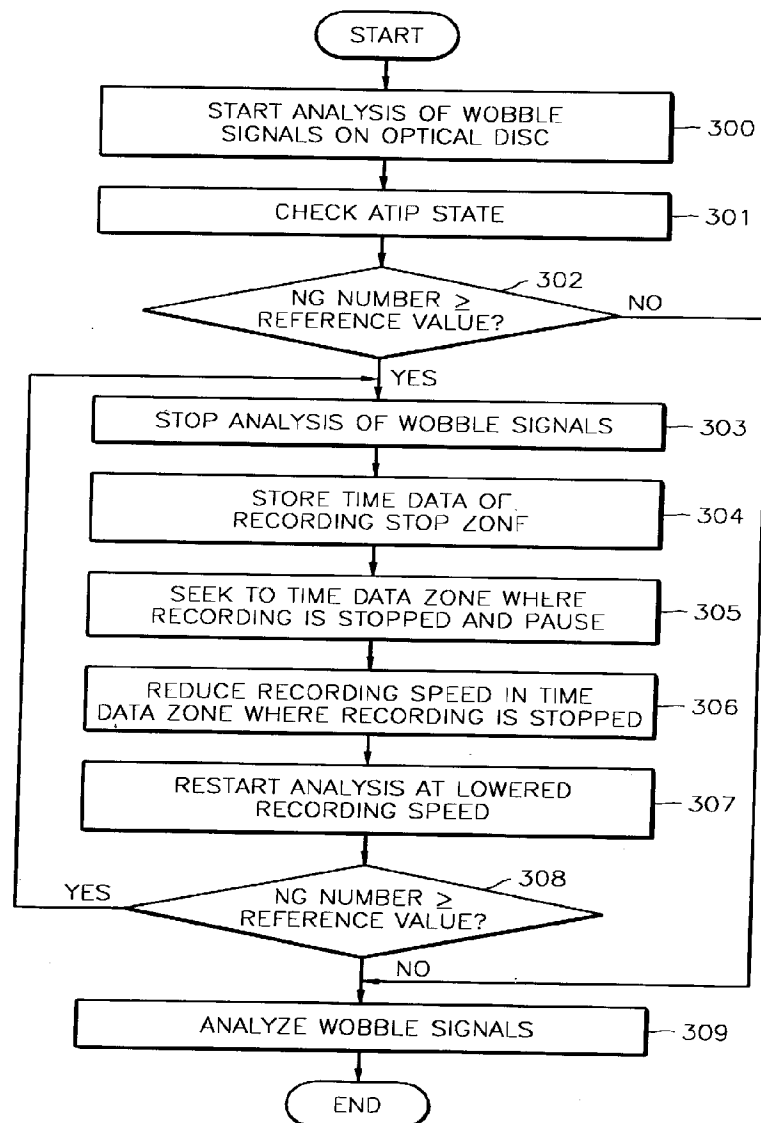 START
START ANALYSIS OF WOBBLE
SIGNALS ON OPTICAL DISC
300
CHECK ATIP STATE
301
302
NG NUMBER ≥
REFERENCE VALUE?
NO
YES
STOP ANALYSIS OF WOBBLE SIGNALS
303
STORE TIME DATA OF
RECORDING STOP ZONE
304
SEEK TO TIME DATA ZONE WHERE
RECORDING IS STOPPED AND PAUSE
305
REDUCE RECORDING SPEED IN TIME
DATA ZONE WHERE RECORDING IS STOPPED
306
RESTART ANALYSIS AT LOWERED
RECORDING SPEED
307
308
YES
NG NUMBER ≥
REFERENCE VALUE?
NO
ANALYZE WOBBLE SIGNALS
309
END